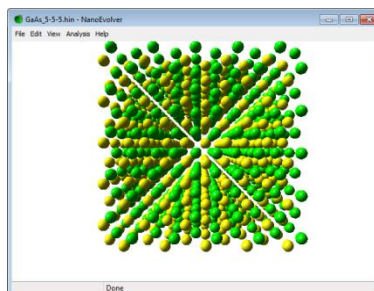 GaAs_5-5-5.hin - NanoEvolver
File Edit View Analysis Help
Done